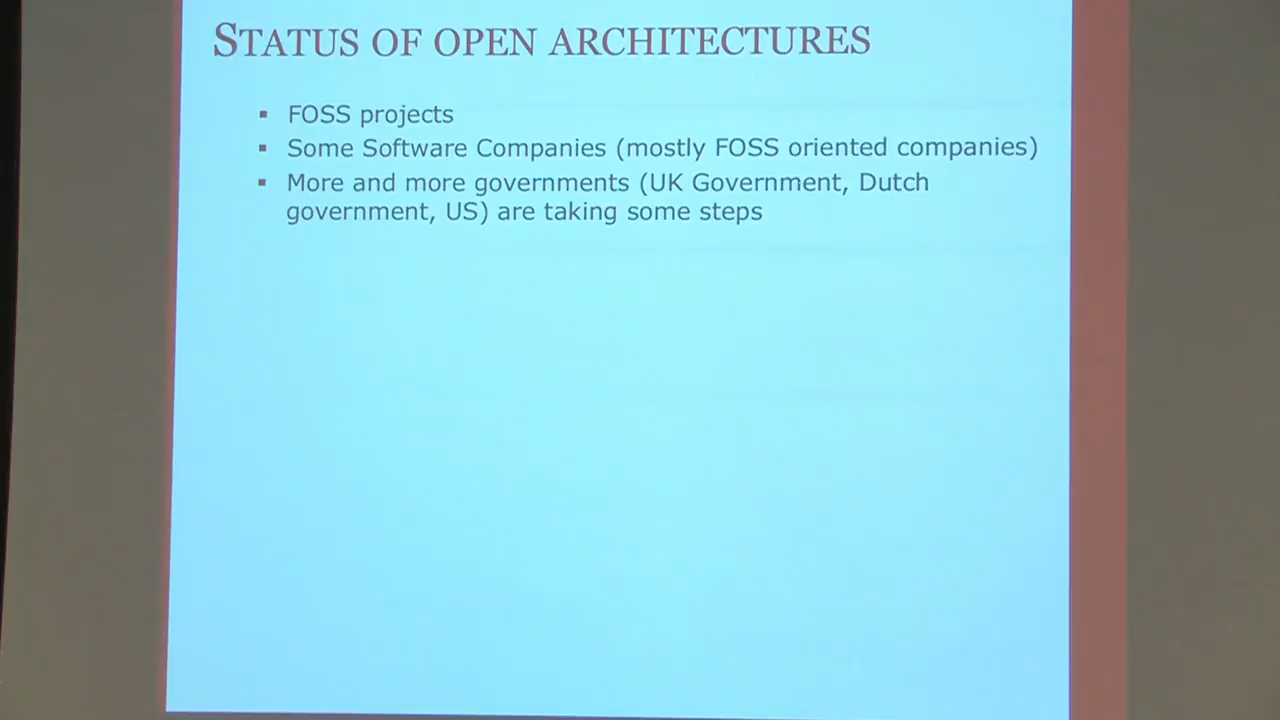 STATUS OF OPEN ARCHITECTURES
▪ FOSS projects
▪ Some Software Companies (mostly FOSS oriented companies)
▪ More and more governments (UK Government, Dutch
government, US) are taking some steps